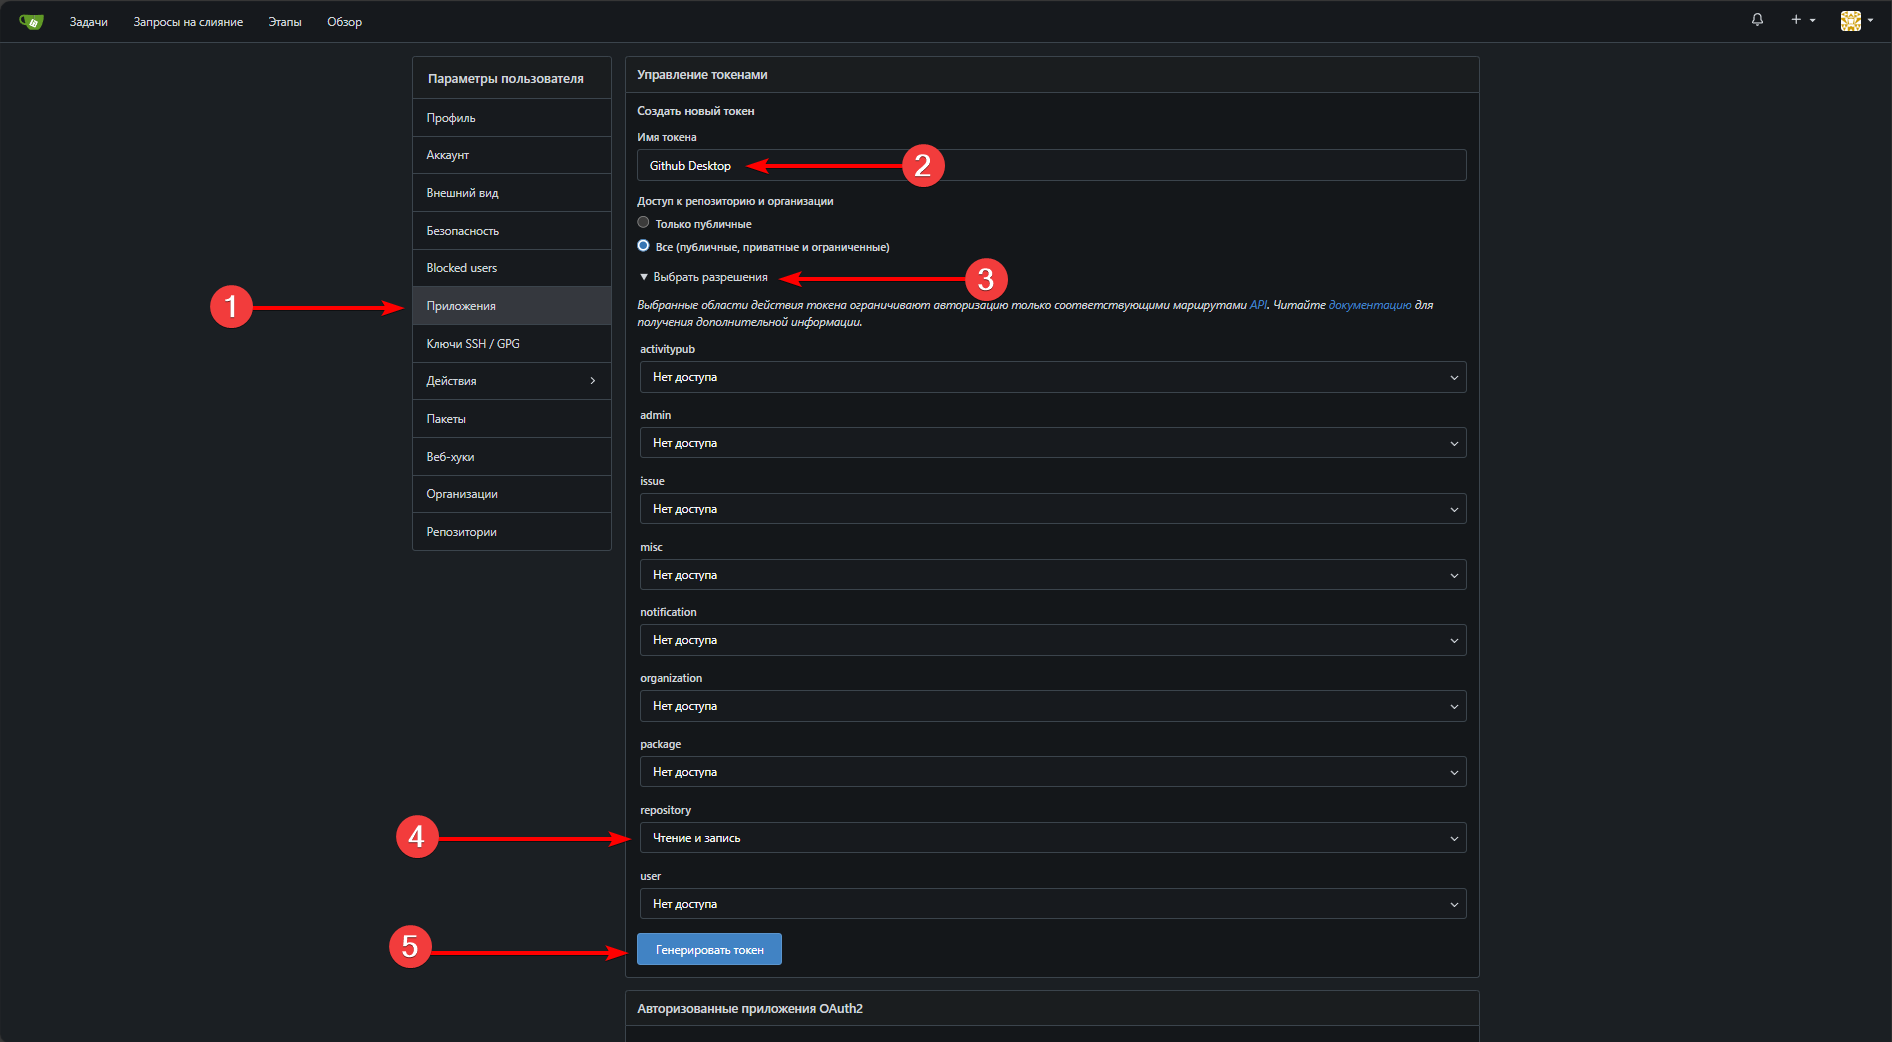 Задачи
Запросы на слияние
Этапы
Обзор
Параметры пользователя
Профиль
Аккаунт
Внешний вид
Безопасность
Blocked users
Приложения
Ключи SSH / GPG
Действия
Пакеты
Веб-хуки
Организации
Репозитории
1
Управление токенами
Создать новый токен
Имя токена
Github Desktop
2
Доступ к репозиторию и организации
Только публичные
Все (публичные, приватные и ограниченные)
Выбрать разрешения
3
Выбранные области действия токена ограничивают авторизацию только соответствующими маршрутами API. Читайте документацию для
получения дополнительной информации.
activitypub
Нет доступа
admin
Нет доступа
issue
Нет доступа
misc
Нет доступа
notification
Нет доступа
organization
Нет доступа
package
Нет доступа
repository
4
Чтение и запись
user
Нет доступа
5
Генерировать токен
Авторизованные приложения OAuth2